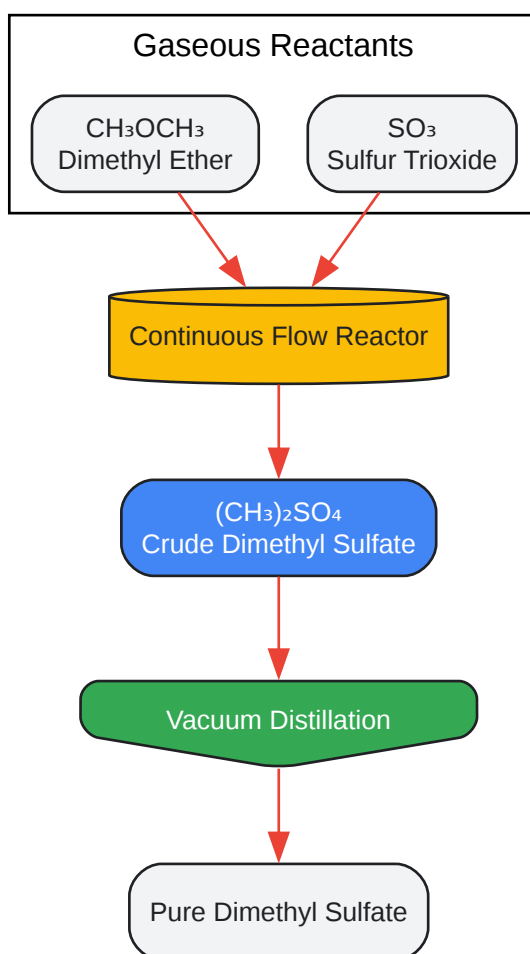 Gaseous Reactants
CH₃OCH₃
Dimethyl Ether
SO₃
Sulfur Trioxide
Continuous Flow Reactor
(CH₃)₂SO₄
Crude Dimethyl Sulfate
Vacuum Distillation
Pure Dimethyl Sulfate